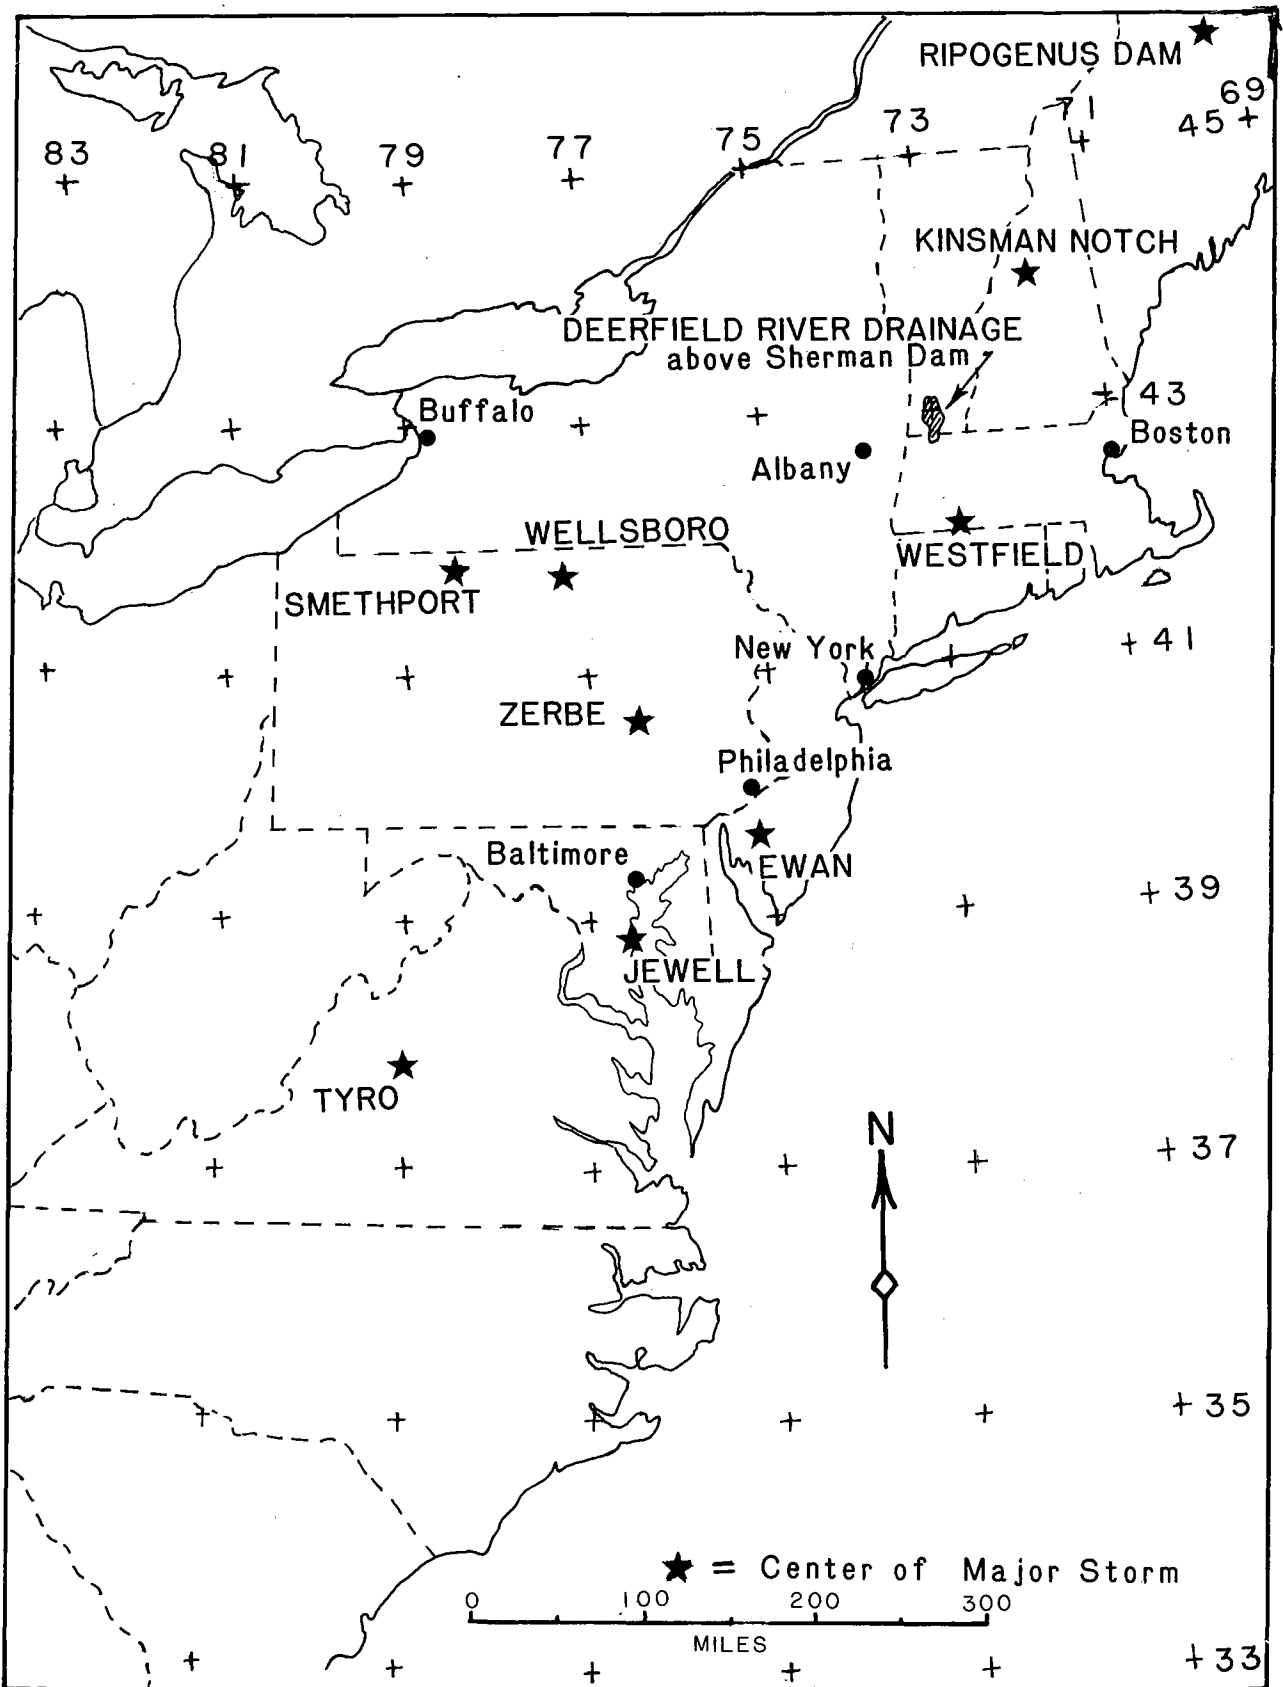 RIPOGENUS DAM
69
45
83
81
79
77
75
73
71
KINSMAN NOTCH
DEERFIELD RIVER DRAINAGE
above Sherman Dam
43
Buffalo
Boston
Albany
WELLSBORO
WESTFIELD
SMETHPORT
New York
41
ZERBE
Philadelphia
Baltimore
EWAN
39
JEWELL
TYRO
N
37
35
★ = Center of Major Storm
0 100 200 300
MILES
33